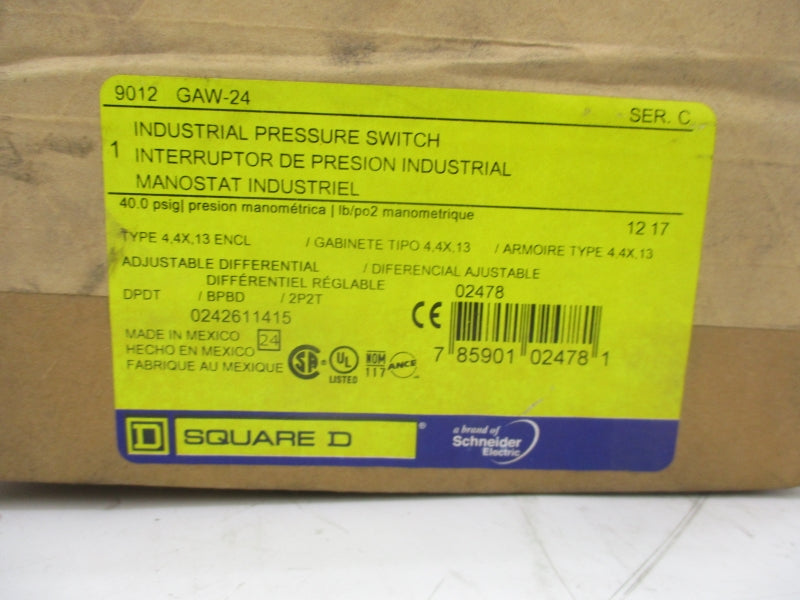 9012 GAW-24
SER. C
1
INDUSTRIAL PRESSURE SWITCH
INTERRUPTOR DE PRESION INDUSTRIAL
MANOSTAT INDUSTRIEL
40.0 psig| presion manométrica | lb/po2 manometrique
12 17
TYPE 4,4X,13 ENCL / GABINETE TIPO 4,4X,13 / ARMOIRE TYPE 4,4X,13
ADJUSTABLE DIFFERENTIAL / DIFERENCIAL AJUSTABLE
DIFFÉRENTIEL RÉGLABLE
DPDT / BPBD / 2P2T
02478
0242611415
CE
7 85901 02478 1
MADE IN MEXICO 24
HECHO EN MEXICO
FABRIQUE AU MEXIQUE
SA ®
UL
LISTED
NOM
117
ANCE
D SQUARE D ®
a brand of
Schneider
Electric